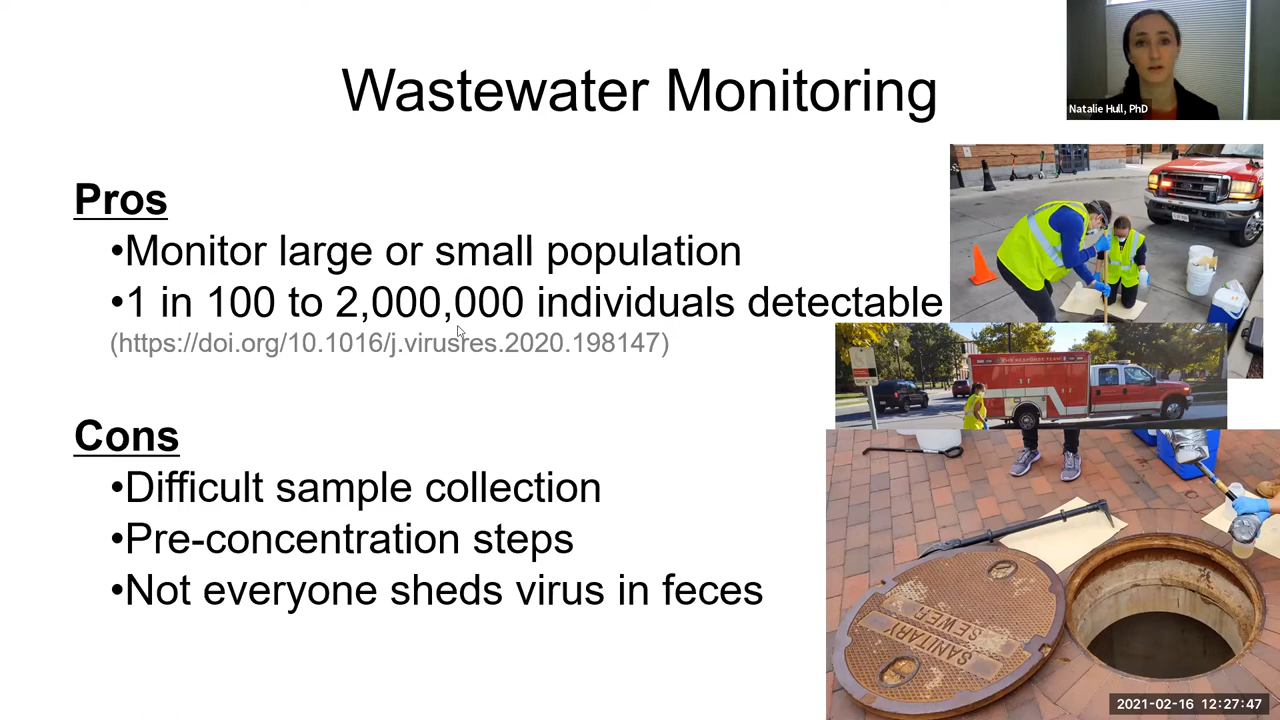 Wastewater Monitoring
Natalie Hull, PhD
Pros
•Monitor large or small population
•1 in 100 to 2,000,000 individuals detectable
(https://doi.org/10.1016/j.virusres.2020.198147)
Cons
•Difficult sample collection
•Pre-concentration steps
•Not everyone sheds virus in feces
SANITARY
SEWER
2021-02-16 12:27:47